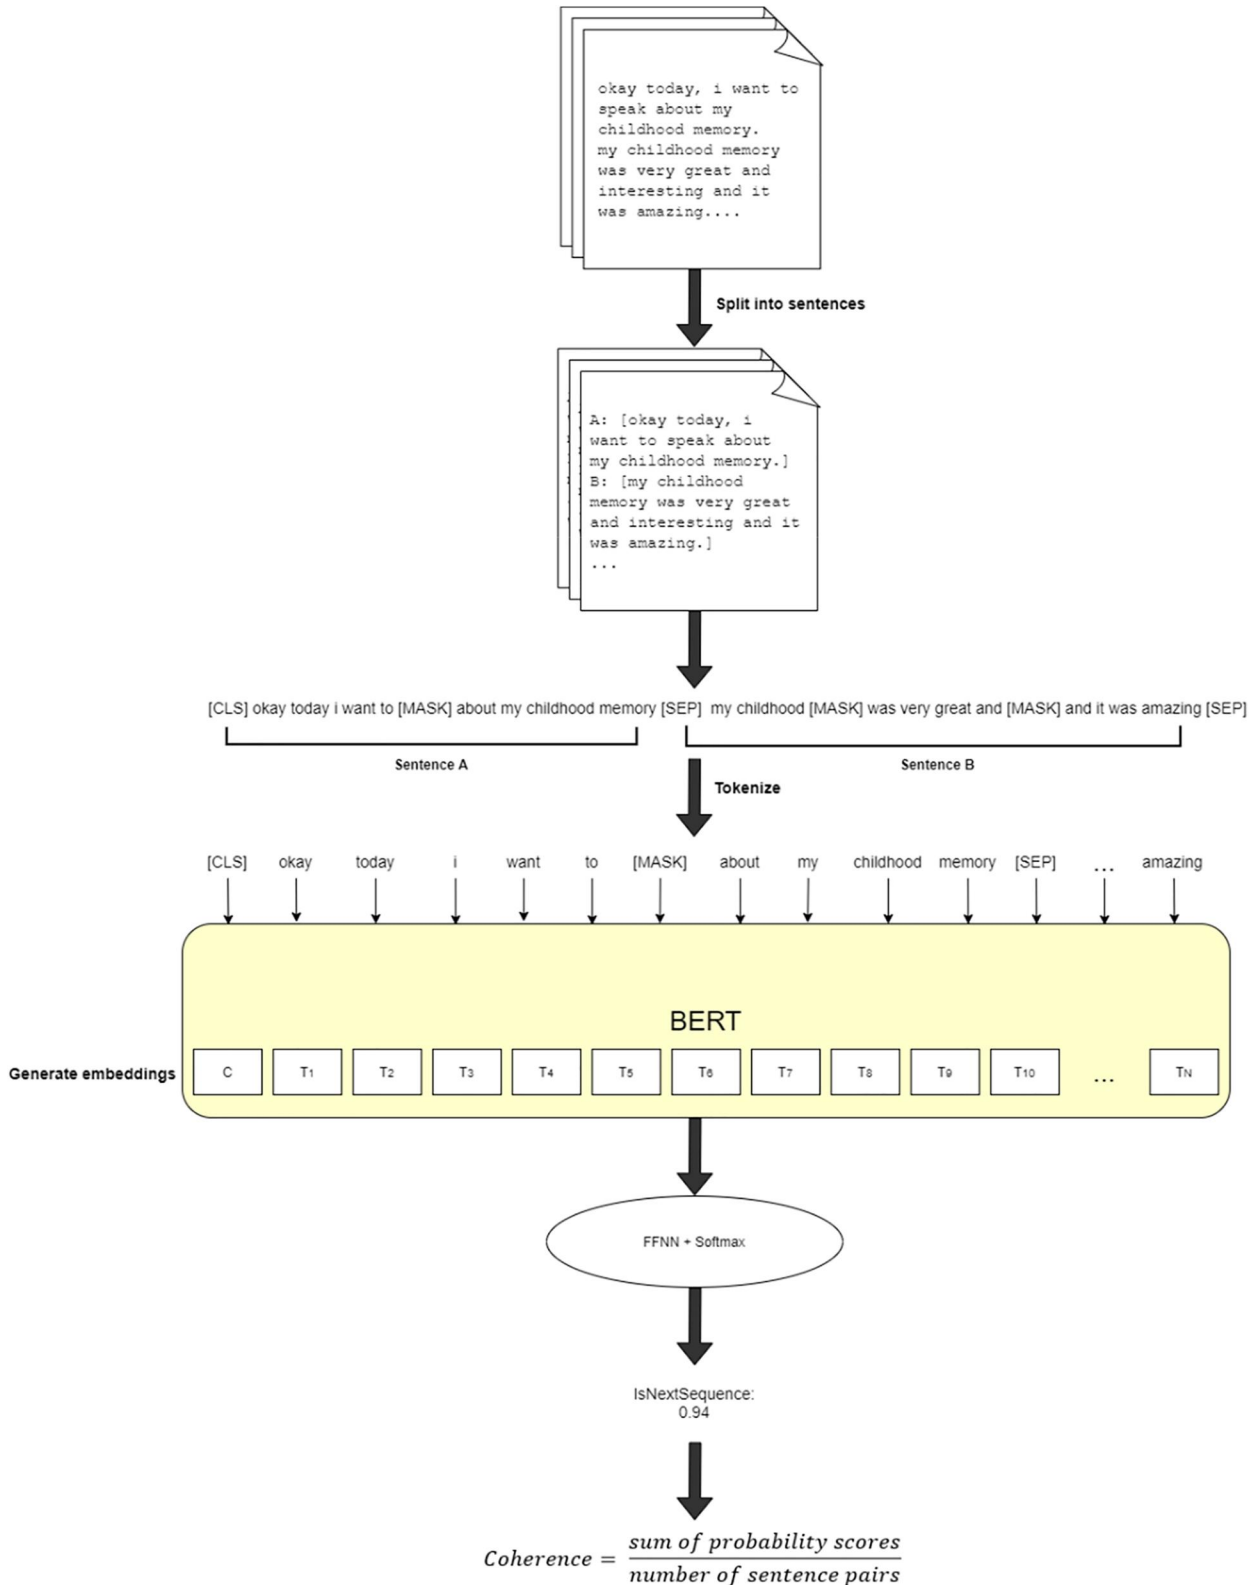 okay today, i want to
speak about my
childhood memory.
my childhood memory
was very great and
interesting and it
was amazing....
Split into sentences
A: [okay today, i
want to speak about
my childhood memory.]
B: [my childhood
memory was very great
and interesting and it
was amazing.]
...
[CLS] okay today i want to [MASK] about my childhood memory [SEP] my childhood [MASK] was very great and [MASK] and it was amazing [SEP]
Sentence A Sentence B
Tokenize
[CLS] okay today i want to [MASK] about my childhood memory [SEP] ... amazing
BERT
Generate embeddings C T1 T2 T3 T4 T5 T6 T7 T8 T9 T10 ... TN
FFNN + Softmax
IsNextSequence:
0.94
Coherence = sum of probability scores
number of sentence pairs